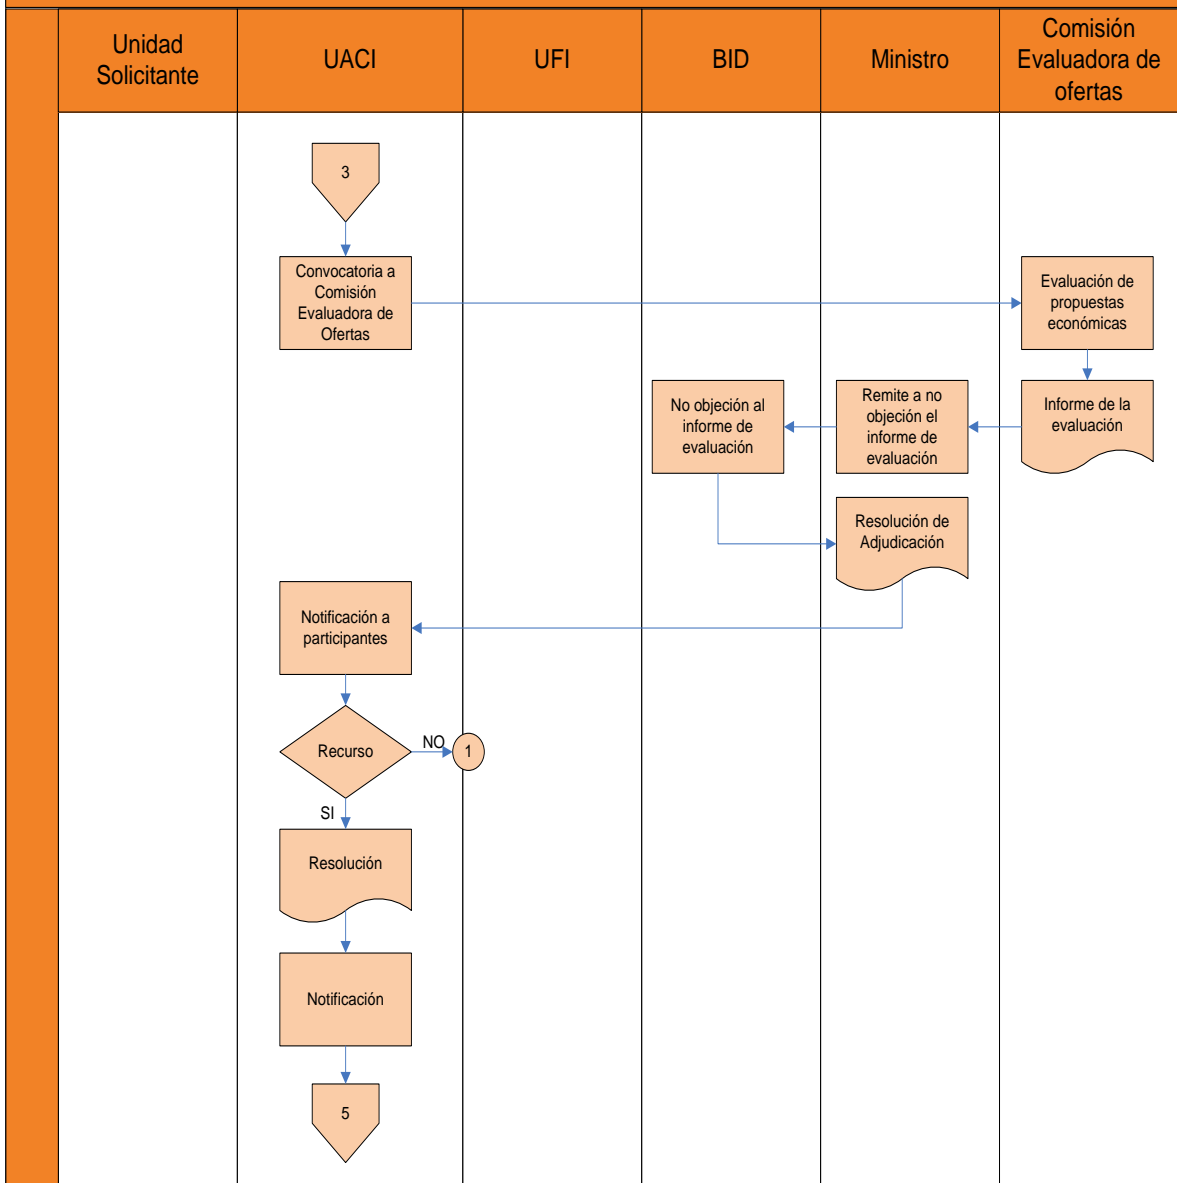 Unidad
Solicitante
UACI
UFI
BID
Ministro
Comisión
Evaluadora de
ofertas
3
Convocatoria a
Comisión
Evaluadora de
Ofertas
Evaluación de
propuestas
económicas
No objeción al
informe de
evaluación
Remite a no
objeción el
informe de
evaluación
Informe de la
evaluación
Resolución de
Adjudicación
Notificación a
participantes
Recurso
NO
1
SI
Resolución
Notificación
5